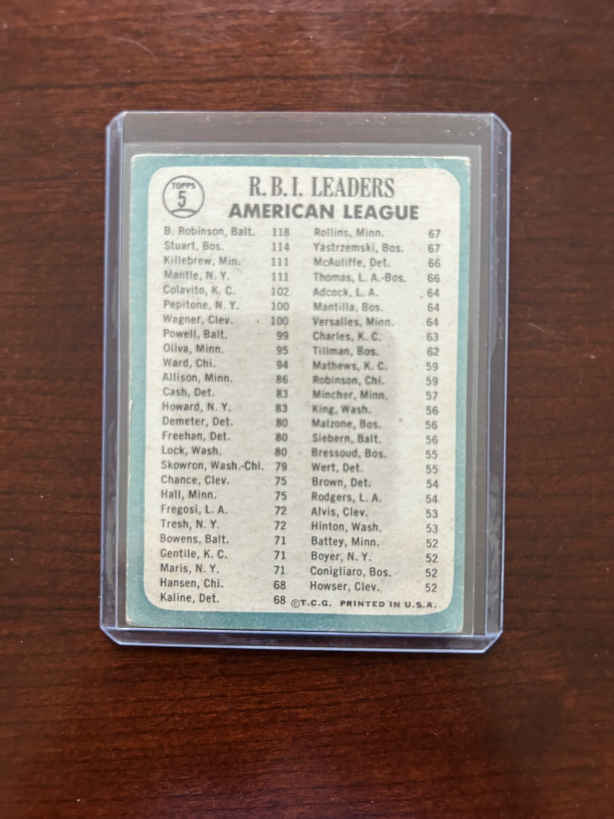 TOPPS
5
R.B.I. LEADERS
AMERICAN LEAGUE
B. Robinson, Balt. 118
Stuart, Bos. 114
Killebrew, Min. 111
Mantle, N. Y. 111
Colavito, K. C. 102
Pepitone, N. Y. 100
Wagner, Clev. 100
Powell, Balt. 99
Oliva, Minn. 95
Ward, Chi. 94
Allison, Minn. 86
Cash, Det. 83
Howard, N. Y. 83
Demeter, Det. 80
Freehan, Det. 80
Lock, Wash. 80
Skowron, Wash.-Chi. 79
Chance, Clev. 75
Hall, Minn. 75
Fregosi, L. A. 72
Tresh, N. Y. 72
Bowens, Balt. 71
Gentile, K. C. 71
Maris, N. Y. 71
Hansen, Chi. 68
Kaline, Det. 68
Rollins, Minn. 67
Yastrzemski, Bos. 67
McAuliffe, Det. 66
Thomas, L. A.-Bos. 66
Adcock, L. A. 64
Mantilla, Bos. 64
Versalles, Minn. 64
Charles, K. C. 63
Tillman, Bos. 62
Mathews, K. C. 59
Robinson, Chi. 59
Mincher, Minn. 57
King, Wash. 56
Malzone, Bos. 56
Siebern, Balt. 56
Bressoud, Bos. 55
Wert, Det. 55
Brown, Det. 54
Rodgers, L. A. 54
Alvis, Clev. 53
Hinton, Wash. 53
Battey, Minn. 52
Boyer, N. Y. 52
Conigliaro, Bos. 52
Howser, Clev. 52
©T.C.G. PRINTED IN U.S.A.